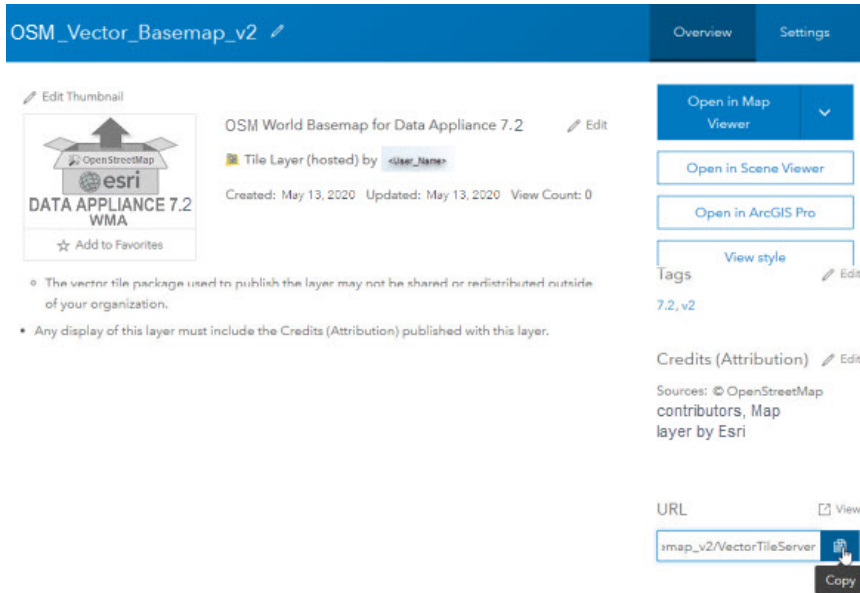 OSM_Vector_Basemap_v2
Overview
Settings
Edit Thumbnail
OpenStreetMap
esri
DATA APPLIANCE 7.2
WMA
Add to Favorites
OSM World Basemap for Data Appliance 7.2
Edit
Tile Layer (hosted) by <User_Name>
Created: May 13, 2020 Updated: May 13, 2020 View Count: 0
The vector tile package used to publish the layer may not be shared or redistributed outside
of your organization.
Any display of this layer must include the Credits (Attribution) published with this layer.
Open in Map
Viewer
Open in Scene Viewer
Open in ArcGIS Pro
View style
Tags
Edit
7.2, v2
Credits (Attribution)
Edit
Sources: © OpenStreetMap
contributors, Map
layer by Esri
URL
View
map_v2/VectorTileServer
Copy